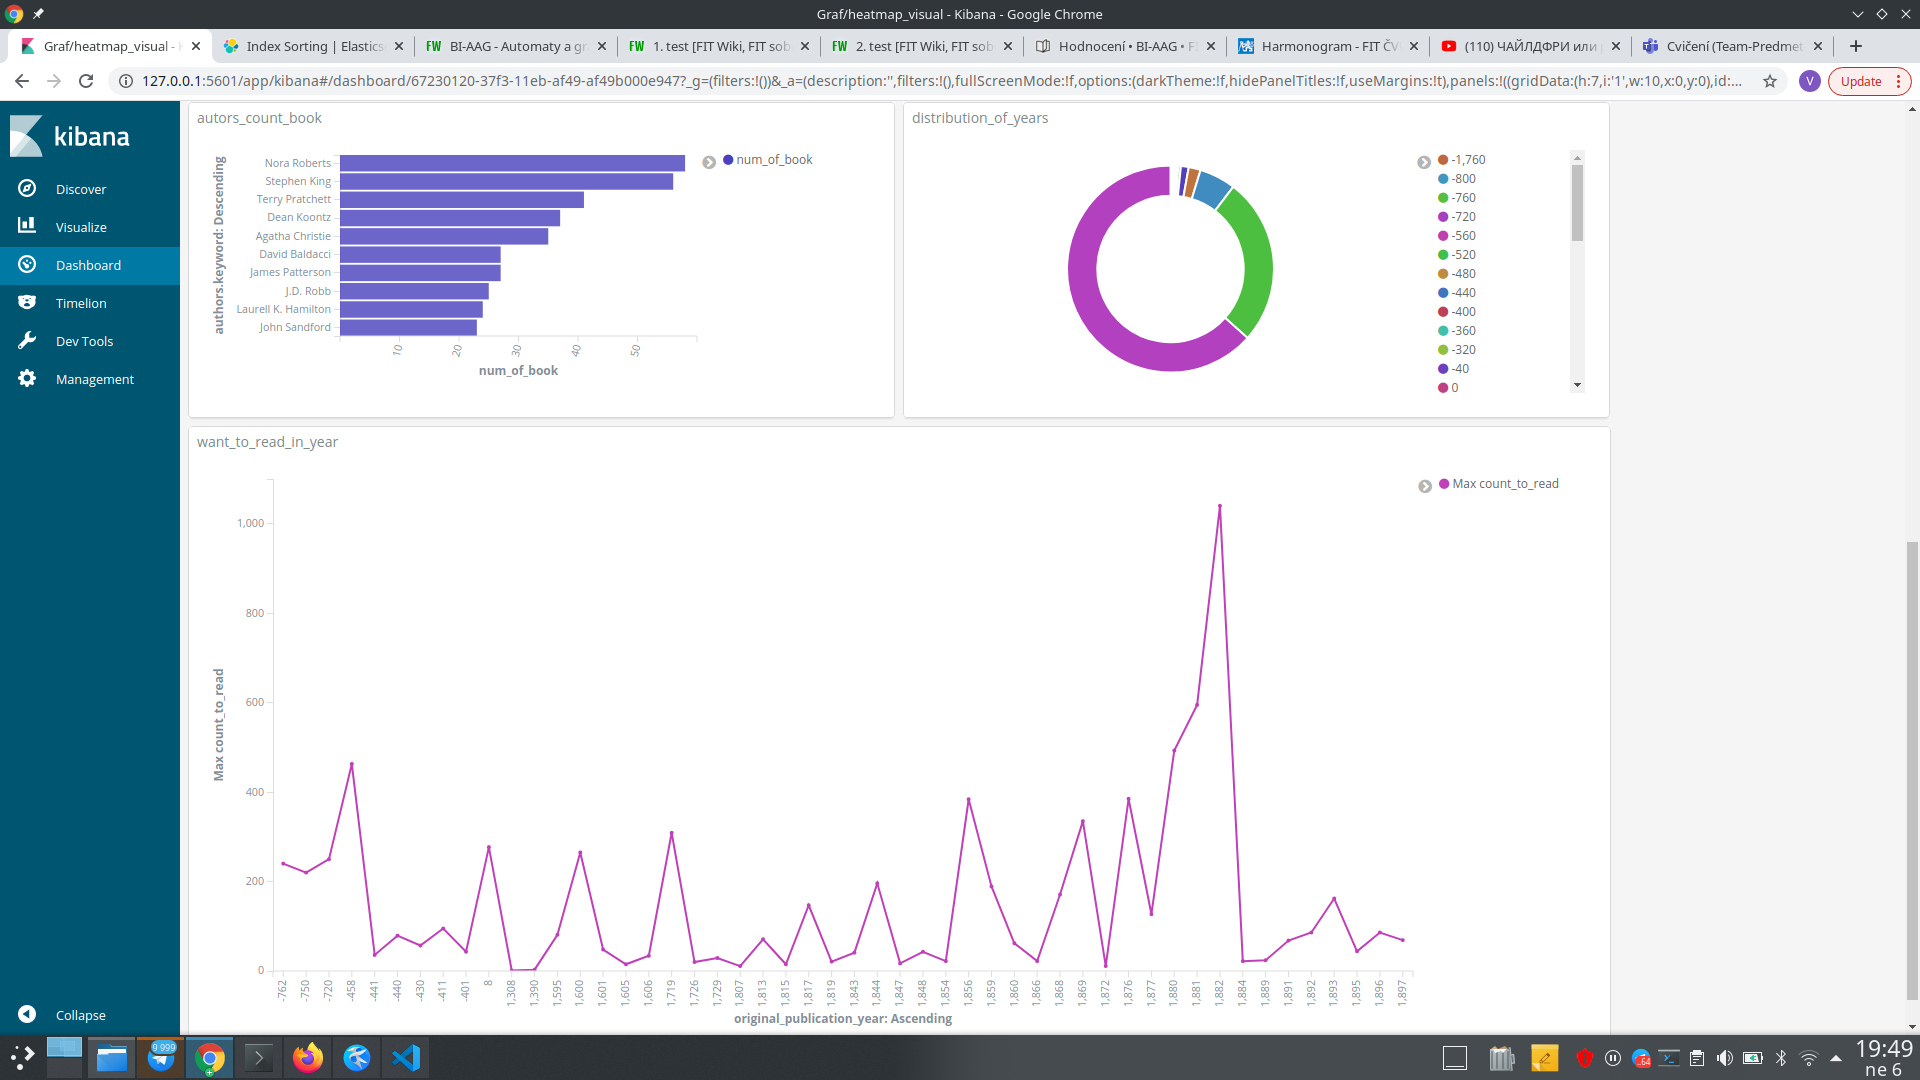 Graf/heatmap_visual - Kibana - Google Chrome
Graf/heatmap_visual - K
Index Sorting | Elastics
FW BI-AAG - Automaty a gra
FW 1. test [FIT Wiki, FIT sob
FW 2. test [FIT Wiki, FIT sob
Hodnocení • BI-AAG • FI
Harmonogram - FIT ČV
(110) ЧАЙЛДФРИ или
Cvičení (Team-Predmet
127.0.0.1:5601/app/kibana#/dashboard/67230120-37f3-11eb-af49-af49b000e947?_g=(filters:!())&_a=(description:'',filters:!(),fullScreenMode:!f,options:(darkTheme:!f,hidePanelTitles:!f,useMargins:!t),panels:!((gridData:(h:7,i:'1',w:10,x:0,y:0),id:...
V
Update
kibana
Discover
Visualize
Dashboard
Timelion
Dev Tools
Management
Collapse
autors_count_book
authors.keyword: Descending
Nora Roberts
Stephen King
Terry Pratchett
Dean Koontz
Agatha Christie
David Baldacci
James Patterson
J.D. Robb
Laurell K. Hamilton
John Sandford
10 20 30 40 50
num_of_book
num_of_book
distribution_of_years
-1,760
-800
-760
-720
-560
-520
-480
-440
-400
-360
-320
-40
0
want_to_read_in_year
Max count_to_read
Max count_to_read
1,000
800
600
400
200
0
-762 -750 -720 -458 -441 -440 -430 -411 -401 8 1,308 1,390 1,595 1,600 1,601 1,605 1,606 1,719 1,726 1,729 1,807 1,813 1,815 1,817 1,819 1,843 1,844 1,847 1,848 1,854 1,856 1,859 1,860 1,866 1,868 1,869 1,872 1,876 1,877 1,880 1,881 1,882 1,884 1,889 1,891 1,892 1,893 1,895 1,896 1,897
original_publication_year: Ascending
9 999
64
19:49
ne 6